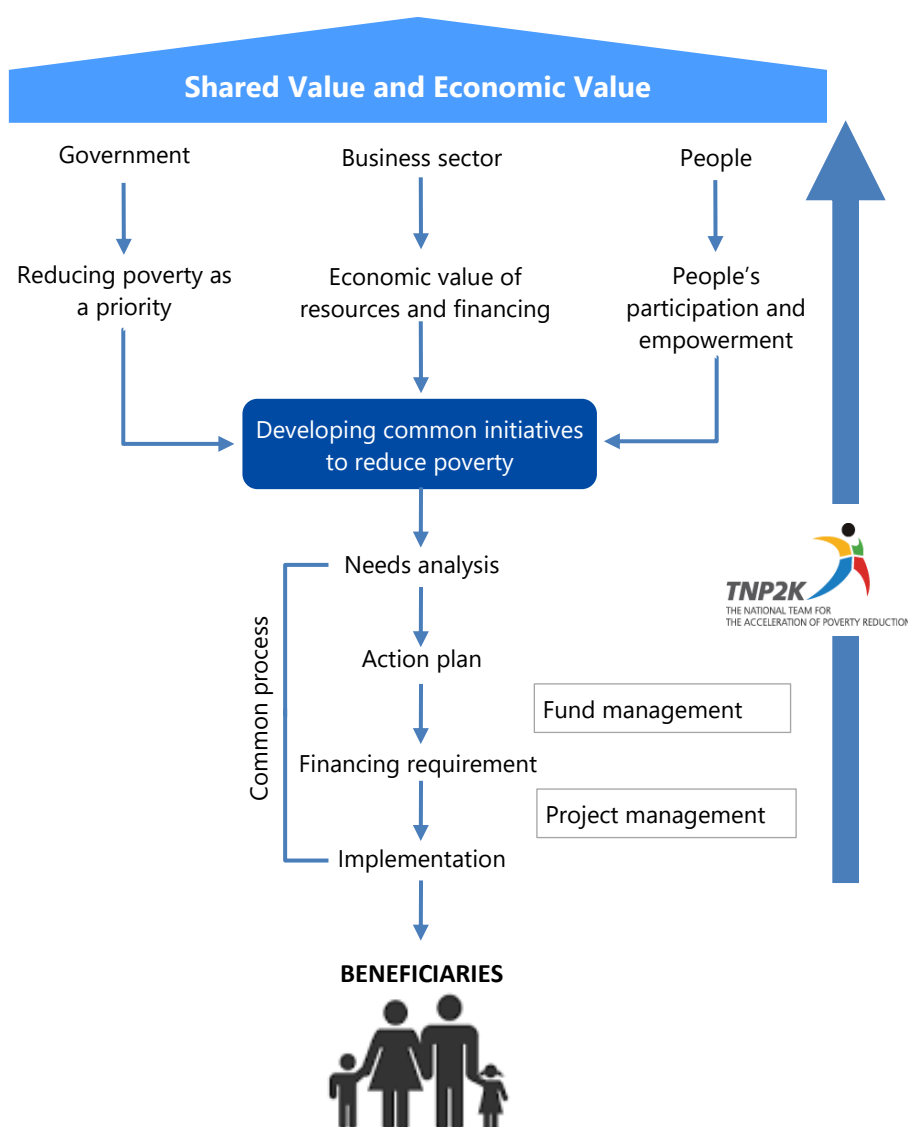 Shared Value and Economic Value
Government
Business sector
People
Reducing poverty as
a priority
Economic value of
resources and financing
People’s
participation and
empowerment
Developing common initiatives
to reduce poverty
Needs analysis
TNP2K
THE NATIONAL TEAM FOR
THE ACCELERATION OF POVERTY REDUCTION
Common process
Action plan
Fund management
Financing requirement
Project management
Implementation
BENEFICIARIES